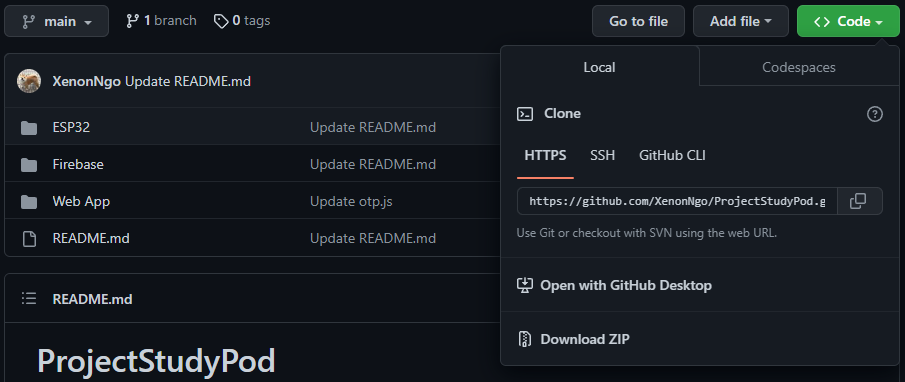 main
1 branch
0 tags
Go to file
Add file
Code
XenonNgo Update README.md
ESP32 Update README.md
Firebase Update README.md
Web App Update otp.js
README.md Update README.md
README.md
ProjectStudyPod
Local
Codespaces
Clone
HTTPS SSH GitHub CLI
https://github.com/XenonNgo/ProjectStudyPod.g
Use Git or checkout with SVN using the web URL.
Open with GitHub Desktop
Download ZIP